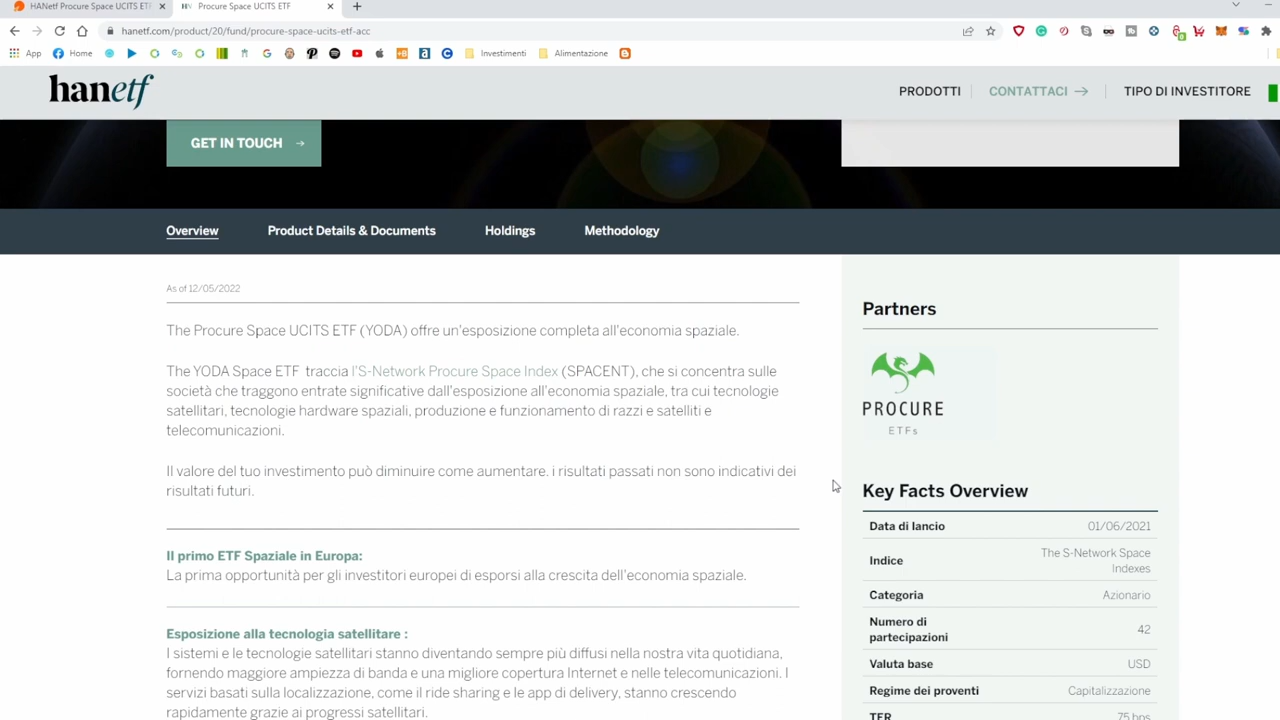 HANetf Procure Space UCITS ETF
Procure Space UCITS ETF
hanetf.com/product/20/fund/procure-space-ucits-etf-acc
App
Home
Investimenti
Alimentazione
hanetf
PRODOTTI
CONTATTACI
TIPO DI INVESTITORE
GET IN TOUCH
Overview
Product Details & Documents
Holdings
Methodology
As of 12/05/2022
The Procure Space UCITS ETF (YODA) offre un'esposizione completa all'economia spaziale.
The YODA Space ETF traccia l'S-Network Procure Space Index (SPACENT), che si concentra sulle
società che traggono entrate significative dall'esposizione all'economia spaziale, tra cui tecnologie
satellitari, tecnologie hardware spaziali, produzione e funzionamento di razzi e satelliti e
telecomunicazioni.
Il valore del tuo investimento può diminuire come aumentare. i risultati passati non sono indicativi dei
risultati futuri.
Il primo ETF Spaziale in Europa:
La prima opportunità per gli investitori europei di esporsi alla crescita dell'economia spaziale.
Esposizione alla tecnologia satellitare :
I sistemi e le tecnologie satellitari stanno diventando sempre più diffusi nella nostra vita quotidiana,
fornendo maggiore ampiezza di banda e una migliore copertura Internet e nelle telecomunicazioni. I
servizi basati sulla localizzazione, come il ride sharing e le app di delivery, stanno crescendo
rapidamente grazie ai progressi satellitari.
Partners
PROCURE
ETFs
Key Facts Overview
Data di lancio 01/06/2021
Indice The S-Network Space
Indexes
Categoria Azionario
Numero di
partecipazioni 42
Valuta base USD
Regime dei proventi Capitalizzazione
TER 75 bps